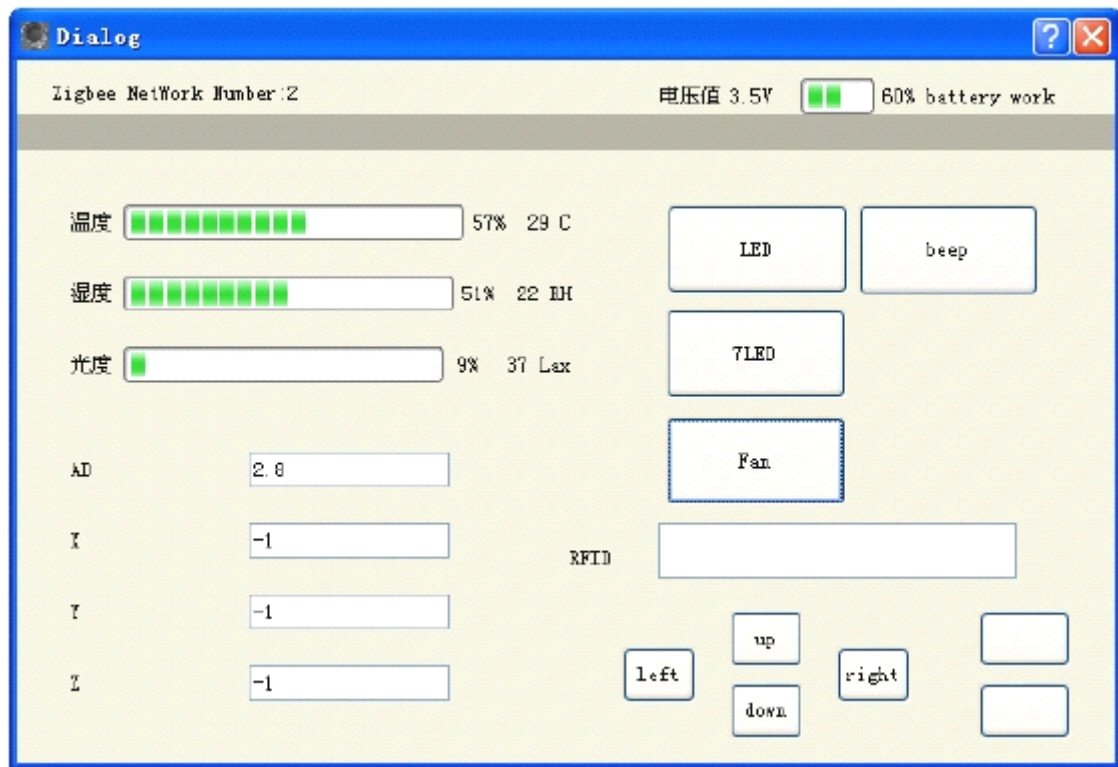 Dialog
Zigbee NetWork Number:2 电压值 3.5V 60% battery work
温度 57% 29 C
湿度 51% 22 RH
光度 9% 37 Lax
LED beep
7LED
Fan
AD 2.8
X -1
RFID
Y -1
Z -1
up
left right
down